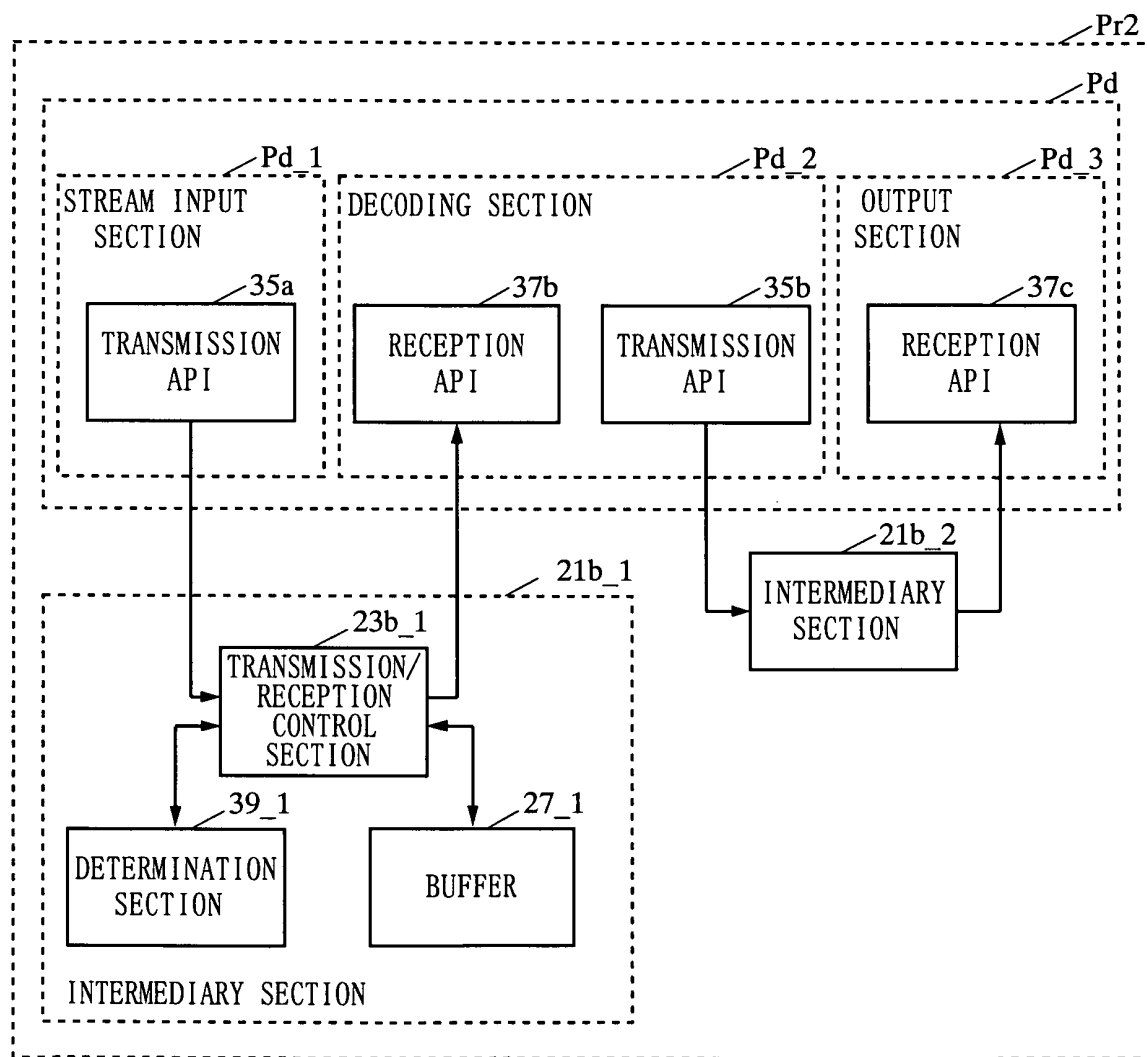 Pr2
Pd
Pd_1
Pd_2
Pd_3
STREAM INPUT
SECTION
DECODING SECTION
OUTPUT
SECTION
35a
37b
35b
37c
TRANSMISSION
API
RECEPTION
API
TRANSMISSION
API
RECEPTION
API
21b_2
INTERMEDIARY
SECTION
21b_1
23b_1
TRANSMISSION/
RECEPTION
CONTROL
SECTION
39_1
27_1
DETERMINATION
SECTION
BUFFER
INTERMEDIARY SECTION